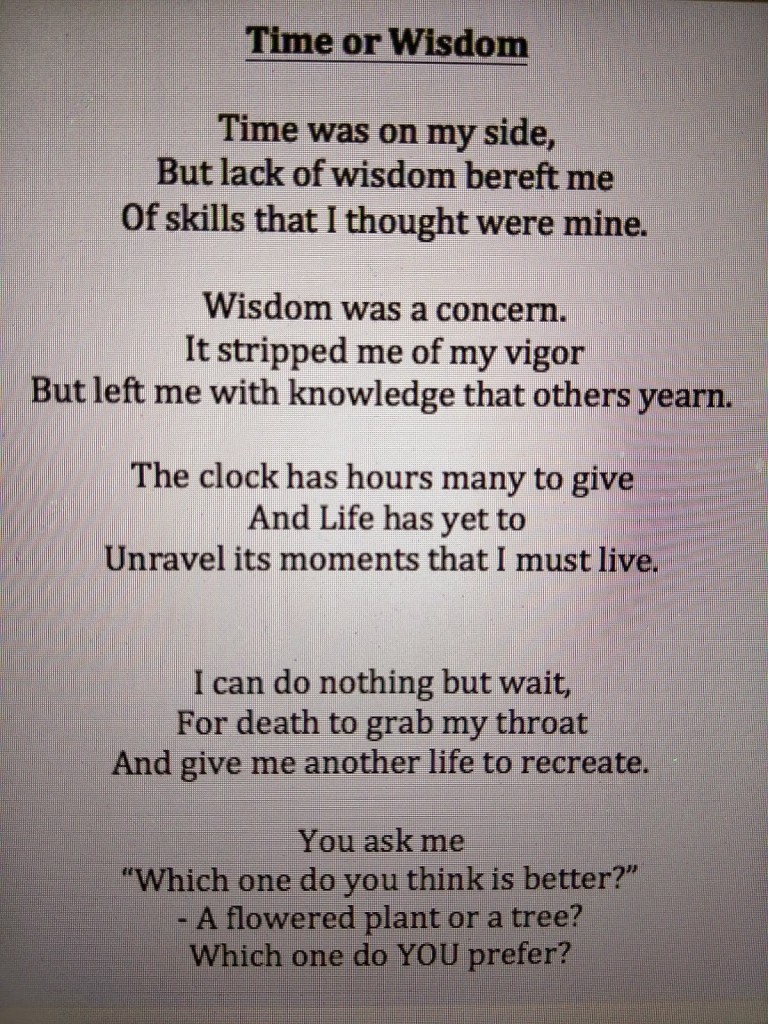 Time or Wisdom
Time was on my side,
But lack of wisdom bereft me
Of skills that I thought were mine.
Wisdom was a concern.
It stripped me of my vigor
But left me with knowledge that others yearn.
The clock has hours many to give
And Life has yet to
Unravel its moments that I must live.
I can do nothing but wait,
For death to grab my throat
And give me another life to recreate.
You ask me
“Which one do you think is better?”
- A flowered plant or a tree?
Which one do YOU prefer?